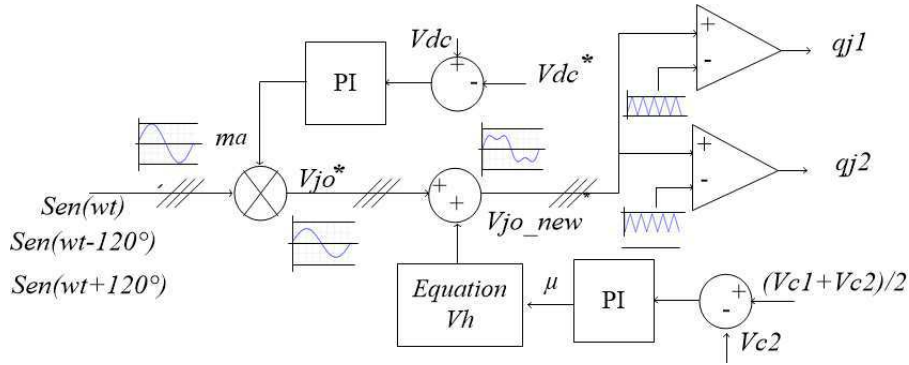 Vdc
+
-
Vdc*
PI
ma
+
-
qj1
Sen(wt)
Sen(wt-120°)
Sen(wt+120°)
Vjo*
+
+
Vjo_new*
+
-
qj2
Equation
Vh
μ
PI
+
-
(Vc1+Vc2)/2
Vc2